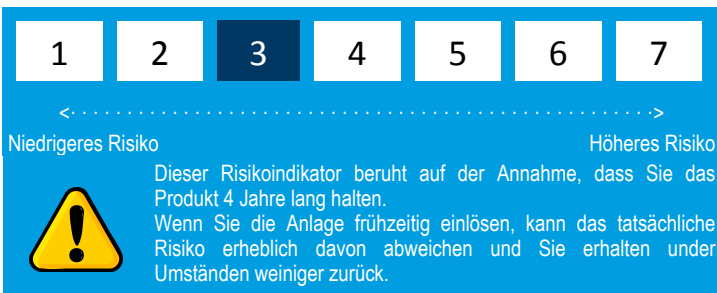 1 2 3 4 5 6 7
Niedrigeres Risiko Höheres Risiko
Dieser Risikoindikator beruht auf der Annahme, dass Sie das
Produkt 4 Jahre lang halten.
Wenn Sie die Anlage frühzeitig einlösen, kann das tatsächliche
Risiko erheblich davon abweichen und Sie erhalten under
Umständen weiniger zurück.